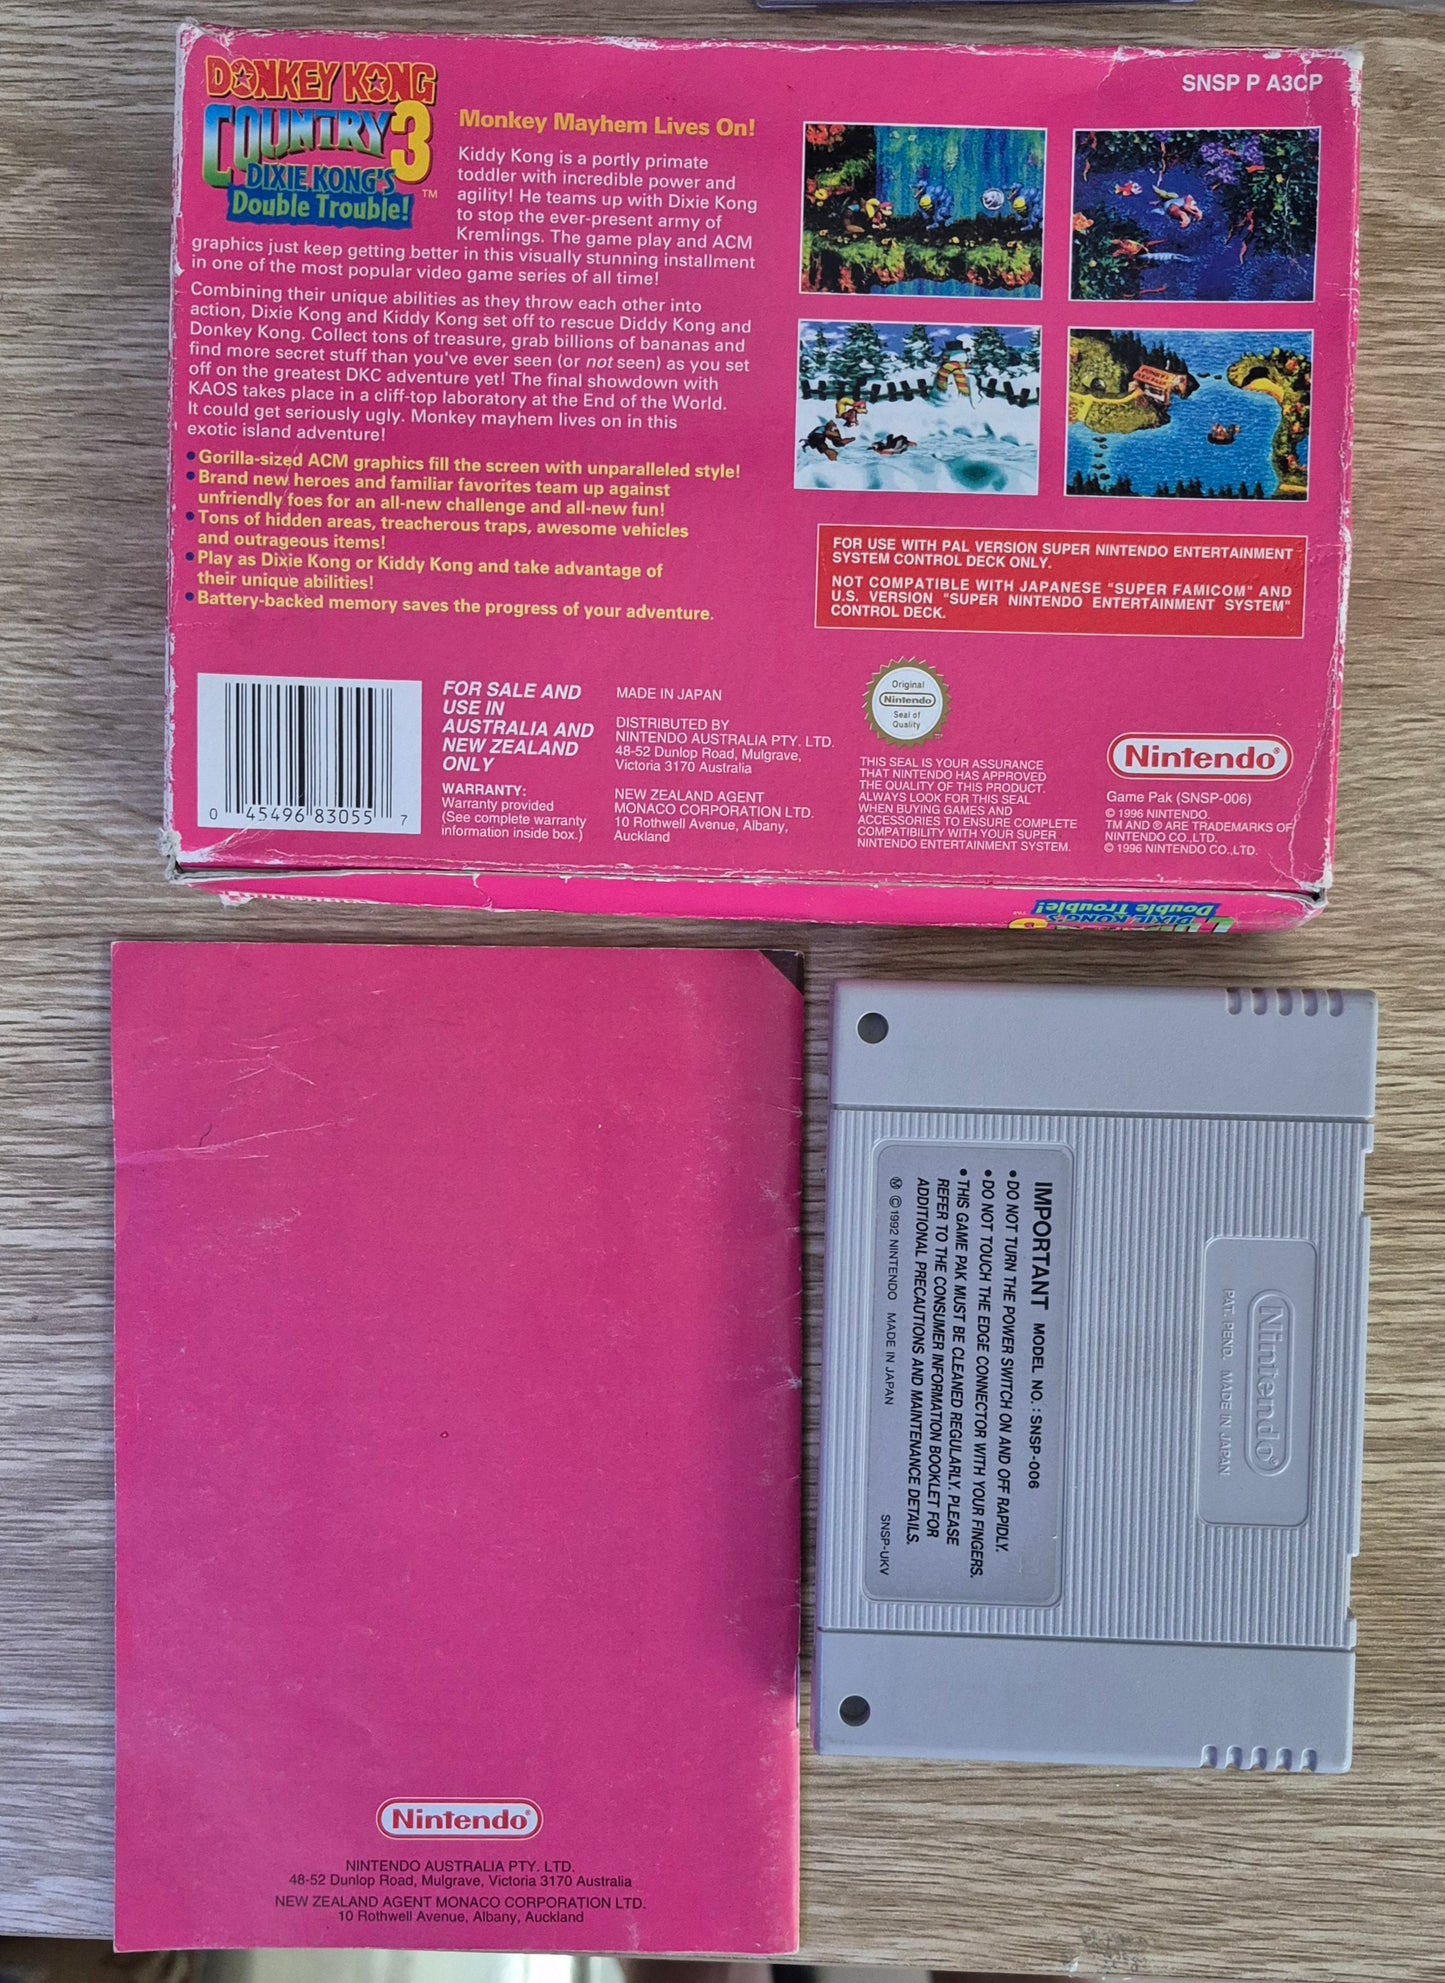 DONKEY KONG
COUNTRY 3
DIXIE KONG'S
Double Trouble!
™
SNSP P A3CP
Monkey Mayhem Lives On!
Kiddy Kong is a portly primate
toddler with incredible power and
agility! He teams up with Dixie Kong
to stop the ever-present army of
Kremlings. The game play and ACM
graphics just keep getting better in this visually stunning installment
in one of the most popular video game series of all time!
Combining their unique abilities as they throw each other into
action, Dixie Kong and Kiddy Kong set off to rescue Diddy Kong and
Donkey Kong. Collect tons of treasure, grab billions of bananas and
find more secret stuff than you've ever seen (or not seen) as you set
off on the greatest DKC adventure yet! The final showdown with
KAOS takes place in a cliff-top laboratory at the End of the World.
It could get seriously ugly. Monkey mayhem lives on in this
exotic island adventure!
• Gorilla-sized ACM graphics fill the screen with unparalleled style!
• Brand new heroes and familiar favorites team up against
unfriendly foes for an all-new challenge and all-new fun!
• Tons of hidden areas, treacherous traps, awesome vehicles
and outrageous items!
• Play as Dixie Kong or Kiddy Kong and take advantage of
their unique abilities!
• Battery-backed memory saves the progress of your adventure.
FOR USE WITH PAL VERSION SUPER NINTENDO ENTERTAINMENT
SYSTEM CONTROL DECK ONLY.
NOT COMPATIBLE WITH JAPANESE "SUPER FAMICOM" AND
U.S. VERSION "SUPER NINTENDO ENTERTAINMENT SYSTEM"
CONTROL DECK.
0 45496 83055 7
FOR SALE AND
USE IN
AUSTRALIA AND
NEW ZEALAND
ONLY
WARRANTY:
Warranty provided
(See complete warranty
information inside box.)
MADE IN JAPAN
DISTRIBUTED BY
NINTENDO AUSTRALIA PTY. LTD.
48-52 Dunlop Road, Mulgrave,
Victoria 3170 Australia
NEW ZEALAND AGENT
MONACO CORPORATION LTD.
10 Rothwell Avenue, Albany,
Auckland
Original
Nintendo
Seal of
Quality
THIS SEAL IS YOUR ASSURANCE
THAT NINTENDO HAS APPROVED
THE QUALITY OF THIS PRODUCT.
ALWAYS LOOK FOR THIS SEAL
WHEN BUYING GAMES AND
ACCESSORIES TO ENSURE COMPLETE
COMPATIBILITY WITH YOUR SUPER
NINTENDO ENTERTAINMENT SYSTEM.
Nintendo®
Game Pak (SNSP-006)
© 1996 NINTENDO.
TM AND ® ARE TRADEMARKS OF
NINTENDO CO.,LTD.
© 1996 NINTENDO CO.,LTD.
DIXIE KONG'S
Double Trouble!
Nintendo®
NINTENDO AUSTRALIA PTY. LTD.
48-52 Dunlop Road, Mulgrave, Victoria 3170 Australia
NEW ZEALAND AGENT MONACO CORPORATION LTD.
10 Rothwell Avenue, Albany, Auckland
Nintendo®
PAT. PEND. MADE IN JAPAN
IMPORTANT MODEL NO. : SNSP-006
• DO NOT TURN THE POWER SWITCH ON AND OFF RAPIDLY.
• DO NOT TOUCH THE EDGE CONNECTOR WITH YOUR FINGERS.
• THIS GAME PAK MUST BE CLEANED REGULARLY. PLEASE
REFER TO THE CONSUMER INFORMATION BOOKLET FOR
ADDITIONAL PRECAUTIONS AND MAINTENANCE DETAILS.
Ⓜ © 1992 NINTENDO MADE IN JAPAN SNSP-UKV